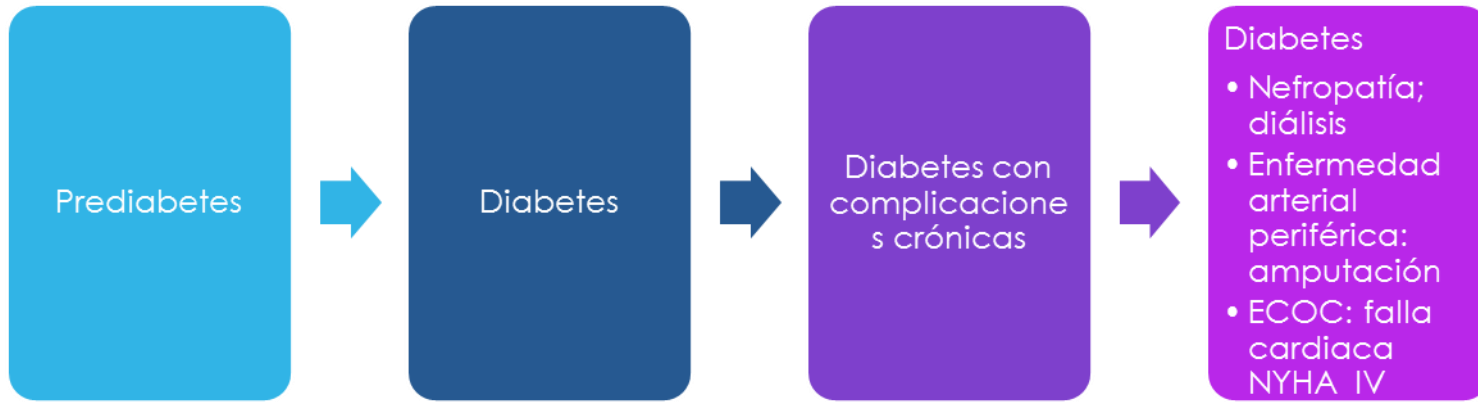 Prediabetes
Diabetes
Diabetes con
complicacione
s crónicas
Diabetes
• Nefropatía;
diálisis
• Enfermedad
arterial
periférica:
amputación
• ECOC: falla
cardiaca
NYHA IV